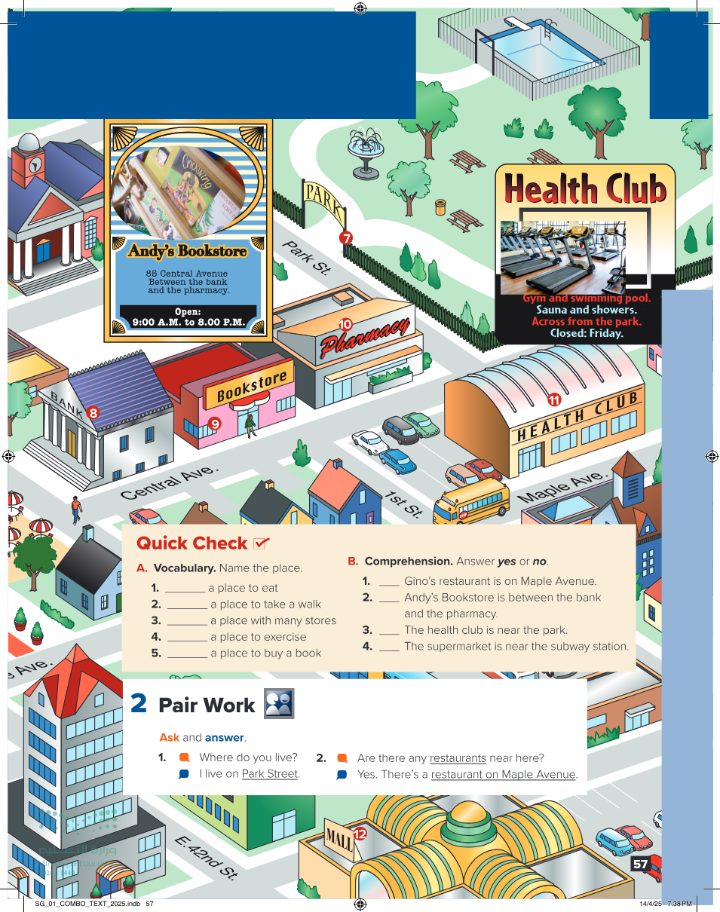 PARK
7
Park St.
Andy's Bookstore
88 Central Avenue
Between the bank
and the pharmacy.
Open:
9:00 A.M. to 8.00 P.M.
Health Club
Gym and swimming pool.
Sauna and showers.
Across from the park.
Closed: Friday.
10
Pharmacy
BANK
8
Bookstore
9
11
HEALTH CLUB
Central Ave.
1st St.
Maple Ave.
Quick Check
A. Vocabulary. Name the place.
1. ______ a place to eat
2. ______ a place to take a walk
3. ______ a place with many stores
4. ______ a place to exercise
5. ______ a place to buy a book
B. Comprehension. Answer yes or no.
1. ___ Gino's restaurant is on Maple Avenue.
2. ___ Andy's Bookstore is between the bank
and the pharmacy.
3. ___ The health club is near the park.
4. ___ The supermarket is near the subway station.
Ave.
2 Pair Work
Ask and answer.
1. Where do you live?
I live on Park Street.
2. Are there any restaurants near here?
Yes. There's a restaurant on Maple Avenue.
E. 42nd St.
MALL
12
وزارة التعليم
57
SG_01_COMBO_TEXT_2025.indb 57
14/4/25 7:38 PM